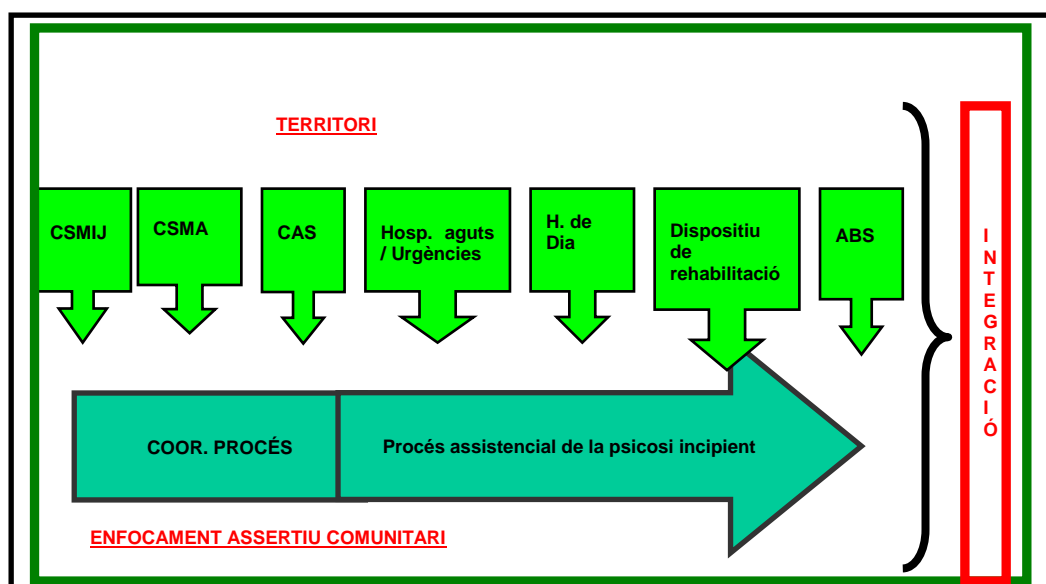 TERRITORI
CSMIJ
CSMA
CAS
Hosp. aguts
/ Urgències
H. de
Dia
Dispositiu
de
rehabilitació
ABS
INTEGRACIÓ
COOR. PROCÉS
Procés assistencial de la psicosi incipient
ENFOCAMENT ASSERTIU COMUNITARI